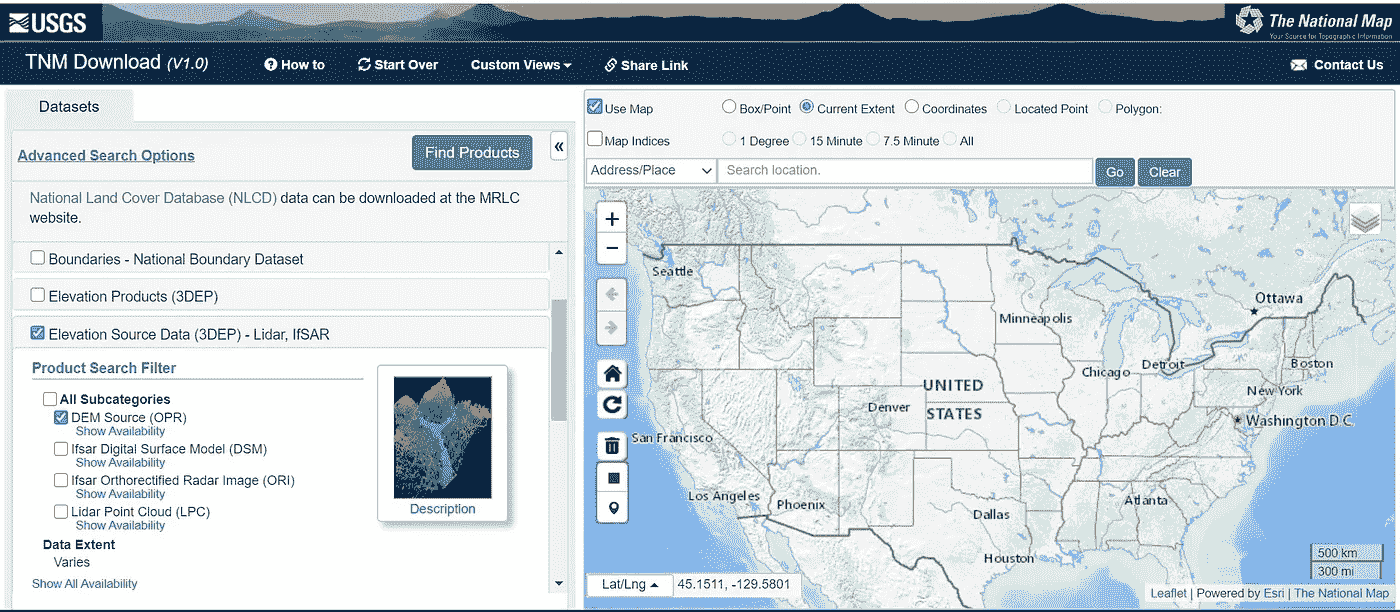 USGS
The National Map
Your Source for Topographic Information
TNM Download (V1.0)
How to
Start Over
Custom Views
Share Link
Contact Us
Datasets
Advanced Search Options
Find Products
«
National Land Cover Database (NLCD) data can be downloaded at the MRLC
website.
Boundaries - National Boundary Dataset
Elevation Products (3DEP)
Elevation Source Data (3DEP) - Lidar, IfSAR
Product Search Filter
All Subcategories
DEM Source (OPR)
Show Availability
Ifsar Digital Surface Model (DSM)
Show Availability
Ifsar Orthorectified Radar Image (ORI)
Show Availability
Lidar Point Cloud (LPC)
Show Availability
Data Extent
Varies
Show All Availability
Description
Use Map
Box/Point
Current Extent
Coordinates
Located Point
Polygon:
Map Indices
1 Degree
15 Minute
7.5 Minute
All
Address/Place
Search location.
Go
Clear
+
−
Seattle
Ottawa
Minneapolis
Boston
Detroit
Chicago
New York
UNITED
STATES
Denver
Washington D.C.
San Francisco
Los Angeles
Phoenix
Atlanta
Dallas
Houston
500 km
300 mi
Lat/Lng
45.1511, -129.5801
Leaflet | Powered by Esri | The National Map